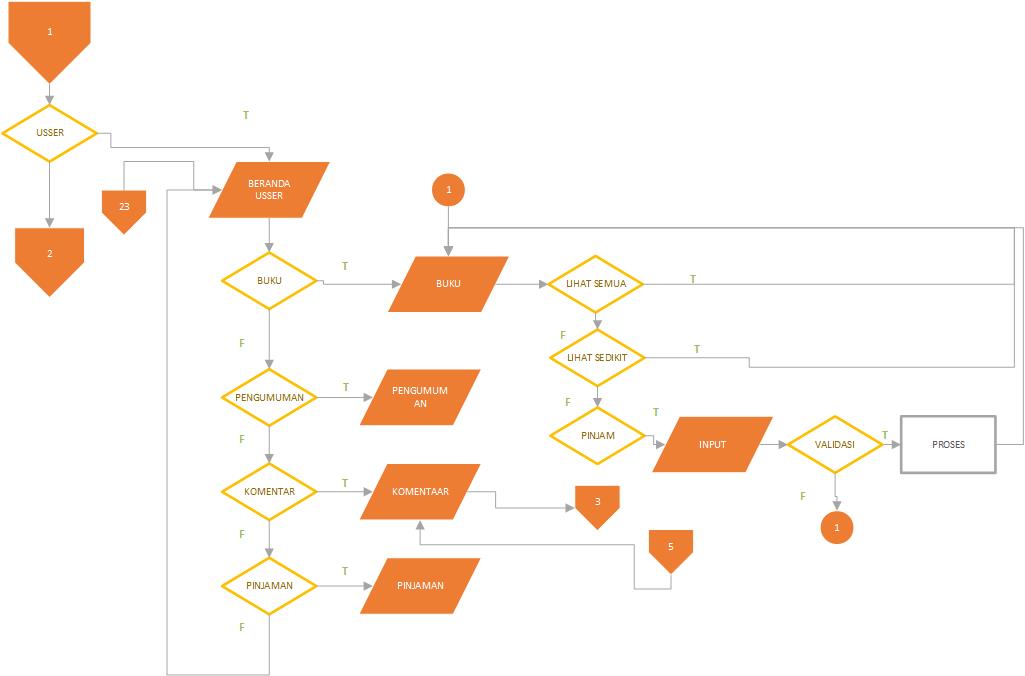 1
USSER
T
BERANDA
USSER
23
1
2
BUKU
T
BUKU
LIHAT SEMUA
T
F
F
LIHAT SEDIKIT
T
PENGUMUMAN
T
PENGUMUM
AN
F
PINJAM
T
INPUT
VALIDASI
T
PROSES
F
KOMENTAR
T
KOMENTAAR
3
F
1
F
5
PINJAMAN
T
PINJAMAN
F